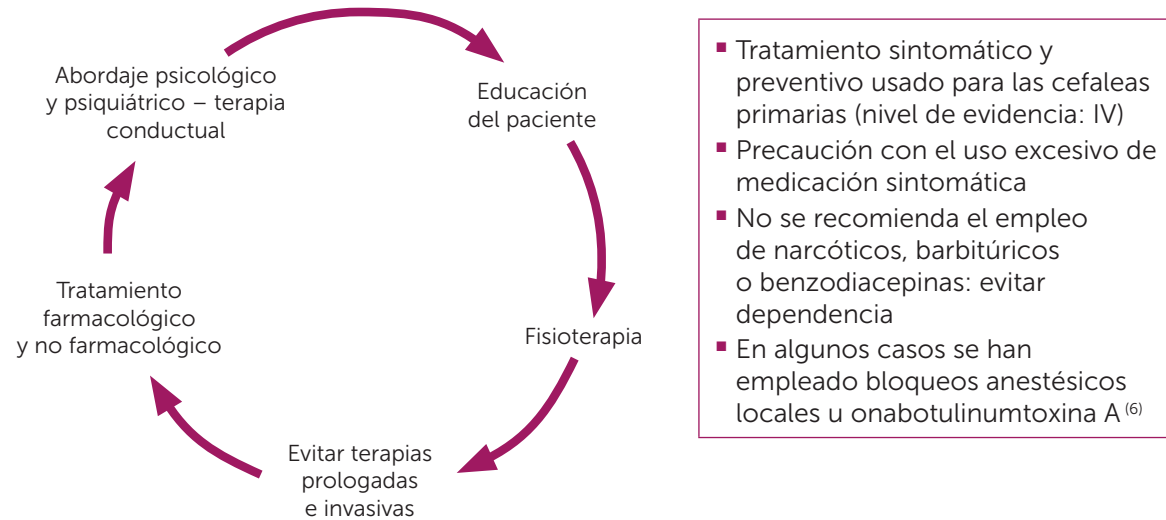 Abordaje psicológico
y psiquiátrico – terapia
conductual
Educación
del paciente
Fisioterapia
Evitar terapias
prologadas
e invasivas
Tratamiento
farmacológico
y no farmacológico
▪ Tratamiento sintomático y
preventivo usado para las cefaleas
primarias (nivel de evidencia: IV)
▪ Precaución con el uso excesivo de
medicación sintomática
▪ No se recomienda el empleo
de narcóticos, barbitúricos
o benzodiacepinas: evitar
dependencia
▪ En algunos casos se han
empleado bloqueos anestésicos
locales u onabotulinumtoxina A (6)